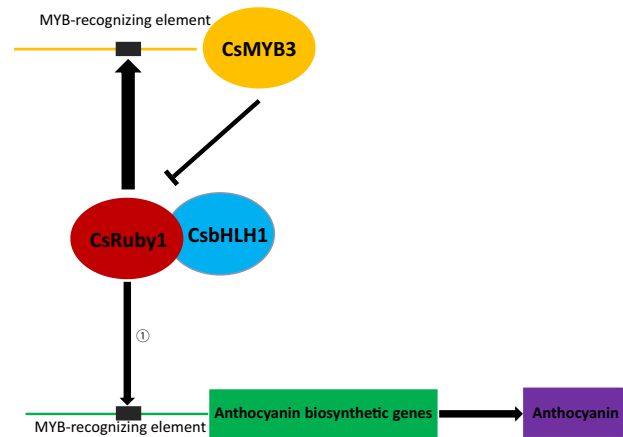 MYB-recognizing element
CsMYB3
CsRuby1
CsbHLH1
①
Anthocyanin biosynthetic genes
Anthocyanin
MYB-recognizing element